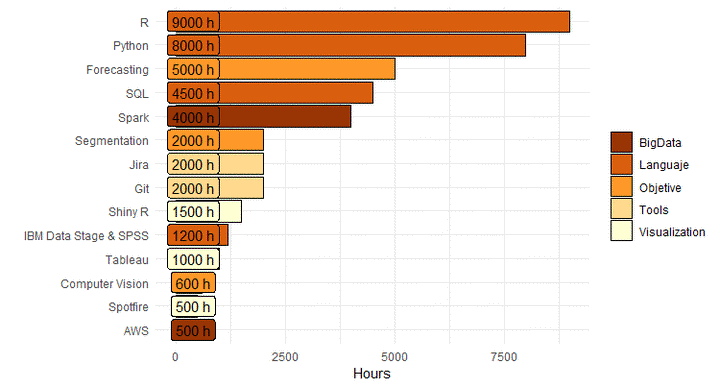 R 9000 h
Python 8000 h
Forecasting 5000 h
SQL 4500 h
Spark 4000 h
Segmentation 2000 h
Jira 2000 h
Git 2000 h
Shiny R 1500 h
IBM Data Stage & SPSS 1200 h
Tableau 1000 h
Computer Vision 600 h
Spotfire 500 h
AWS 500 h
0 2500 5000 7500
Hours
BigData
Languaje
Objetive
Tools
Visualization